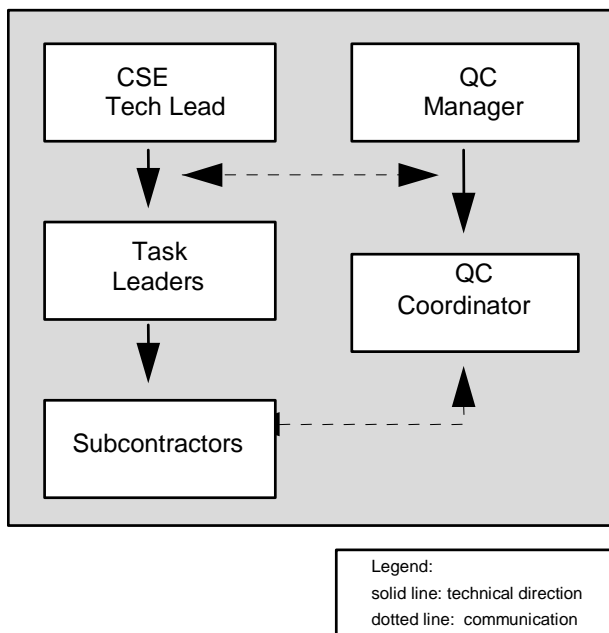 CSE
Tech Lead
QC
Manager
Task
Leaders
QC
Coordinator
Subcontractors
Legend:
solid line: technical direction
dotted line: communication